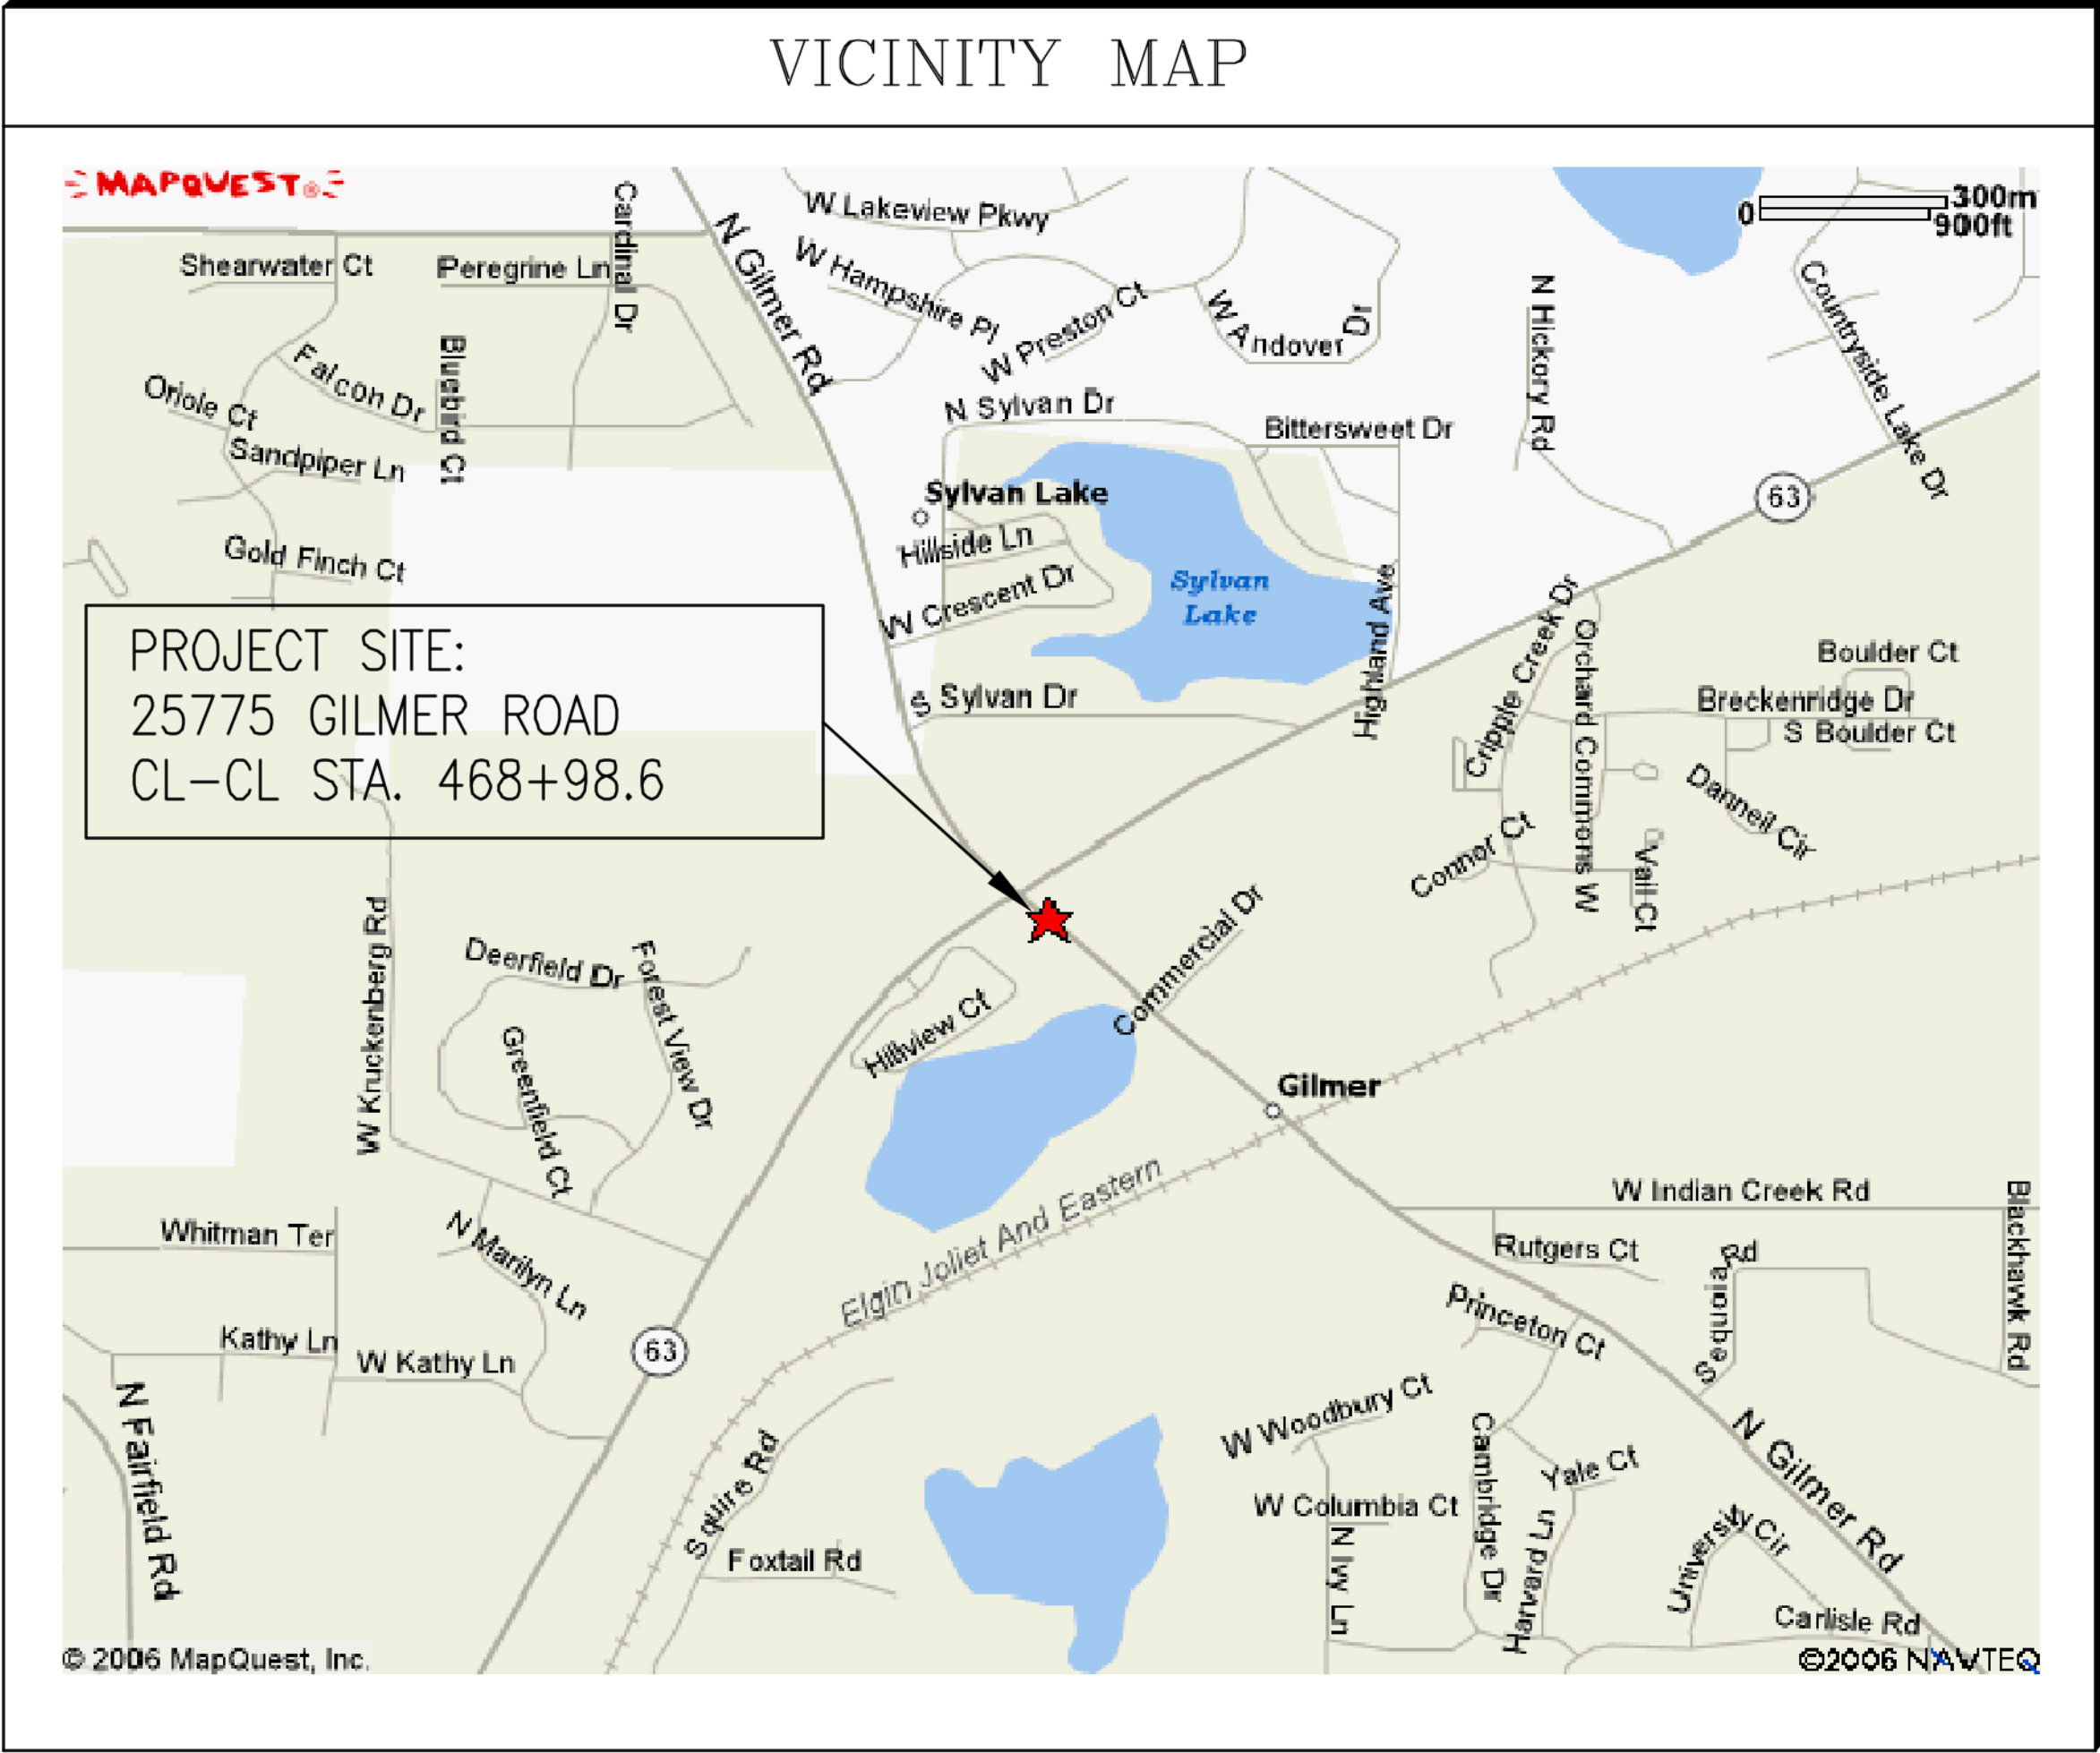 VICINITY MAP
MAPQUEST®
300m
0
900ft
Cardinal Dr
N Gilmer Rd
W Lakeview Pkwy
W Hampshire Pl
W Preston Ct
W Andover Dr
N Hickory Rd
Countryside Lake Dr
Shearwater Ct
Peregrine Ln
Falcon Dr
Bluebird Ct
Oriole Ct
Sandpiper Ln
Gold Finch Ct
N Sylvan Dr
Bittersweet Dr
Sylvan Lake
63
Hillside Ln
W Crescent Dr
Sylvan
Lake
Highland Ave
S Sylvan Dr
PROJECT SITE:
25775 GILMER ROAD
CL-CL STA. 468+98.6
Cripple Creek Dr
Orchard Commons W
Boulder Ct
Breckenridge Dr
S Boulder Ct
Danneil Cir
Connor Ct
Vail Ct
W Kruckenberg Rd
Deerfield Dr
Forest View Dr
Greenfield Ct
Hillview Ct
Commercial Dr
Gilmer
Elgin Joliet And Eastern
W Indian Creek Rd
Blackhawk Rd
Rutgers Ct
Sequoia Rd
Princeton Ct
Whitman Ter
N Marilyn Ln
Kathy Ln
W Kathy Ln
63
N Fairfield Rd
Squire Rd
Foxtail Rd
W Woodbury Ct
W Columbia Ct
N Ivy Ln
Cambridge Dr
Yale Ct
Harvard Ln
N Gilmer Rd
University Cir
Carlisle Rd
© 2006 MapQuest, Inc.
©2006 NAVTEQ